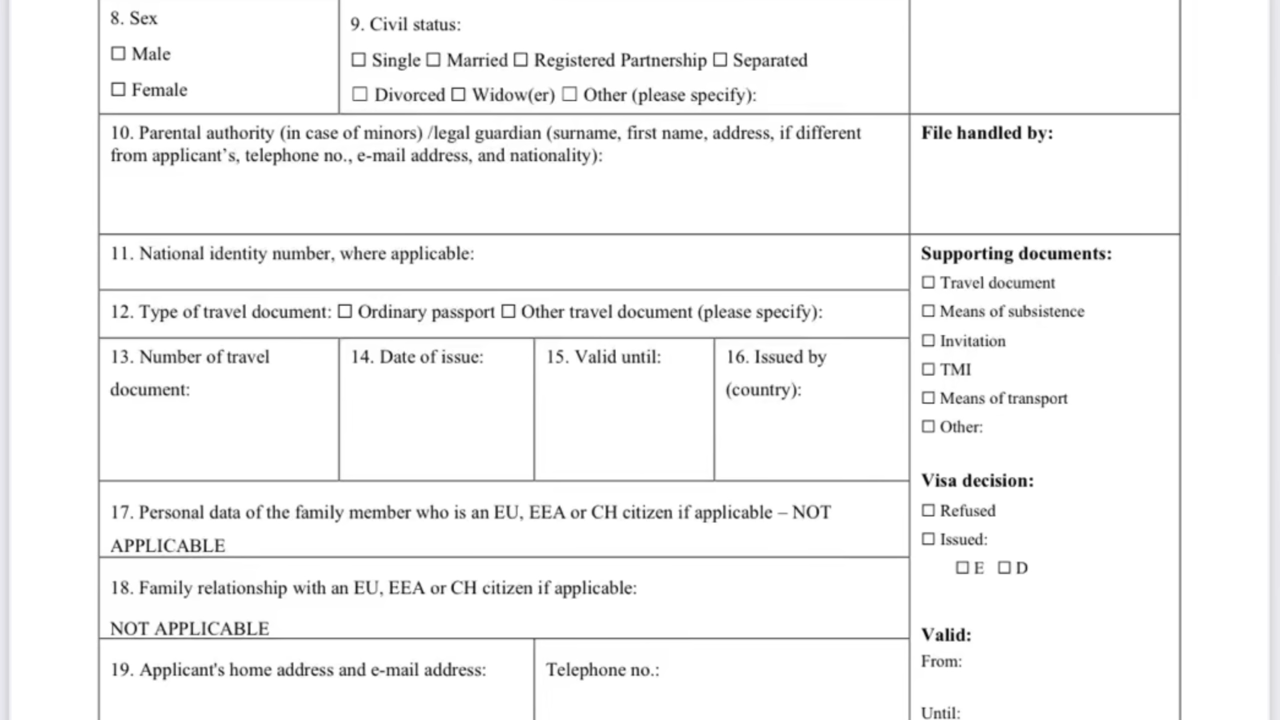 8. Sex
☐ Male
☐ Female
9. Civil status:
☐ Single ☐ Married ☐ Registered Partnership ☐ Separated
☐ Divorced ☐ Widow(er) ☐ Other (please specify):
10. Parental authority (in case of minors) /legal guardian (surname, first name, address, if different
from applicant's, telephone no., e-mail address, and nationality):
File handled by:
11. National identity number, where applicable:
12. Type of travel document: ☐ Ordinary passport ☐ Other travel document (please specify):
13. Number of travel
document:
14. Date of issue:
15. Valid until:
16. Issued by
(country):
17. Personal data of the family member who is an EU, EEA or CH citizen if applicable – NOT
APPLICABLE
18. Family relationship with an EU, EEA or CH citizen if applicable:
NOT APPLICABLE
19. Applicant's home address and e-mail address:
Telephone no.:
Supporting documents:
☐ Travel document
☐ Means of subsistence
☐ Invitation
☐ TMI
☐ Means of transport
☐ Other:
Visa decision:
☐ Refused
☐ Issued:
☐ E ☐ D
Valid:
From:
Until: